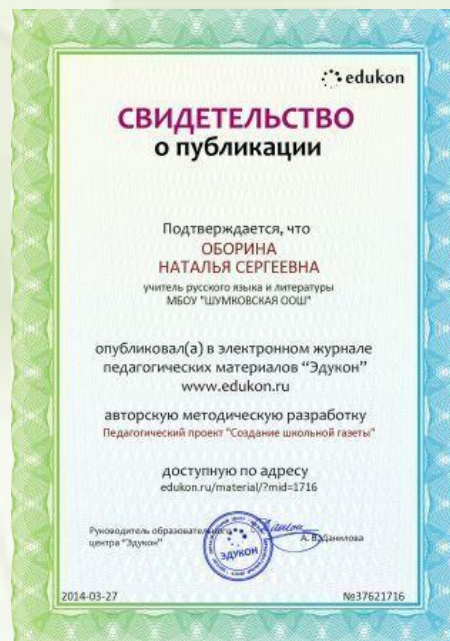 edukon
СВИДЕТЕЛЬСТВО
о публикации
Подтверждается, что
ОБОРИНА
НАТАЛЬЯ СЕРГЕЕВНА
учитель русского языка и литературы
МБОУ "ШУМКОВСКАЯ ООШ"
опубликовал(а) в электронном журнале
педагогических материалов "Эдукон"
www.edukon.ru
авторскую методическую разработку
Педагогический проект "Создание школьной газеты"
доступную по адресу
edukon.ru/material/?mid=1716
Руководитель образовательного
центра "Эдукон"
А. В. Данилова
ЭДУКОН
2014-03-27
№37621716